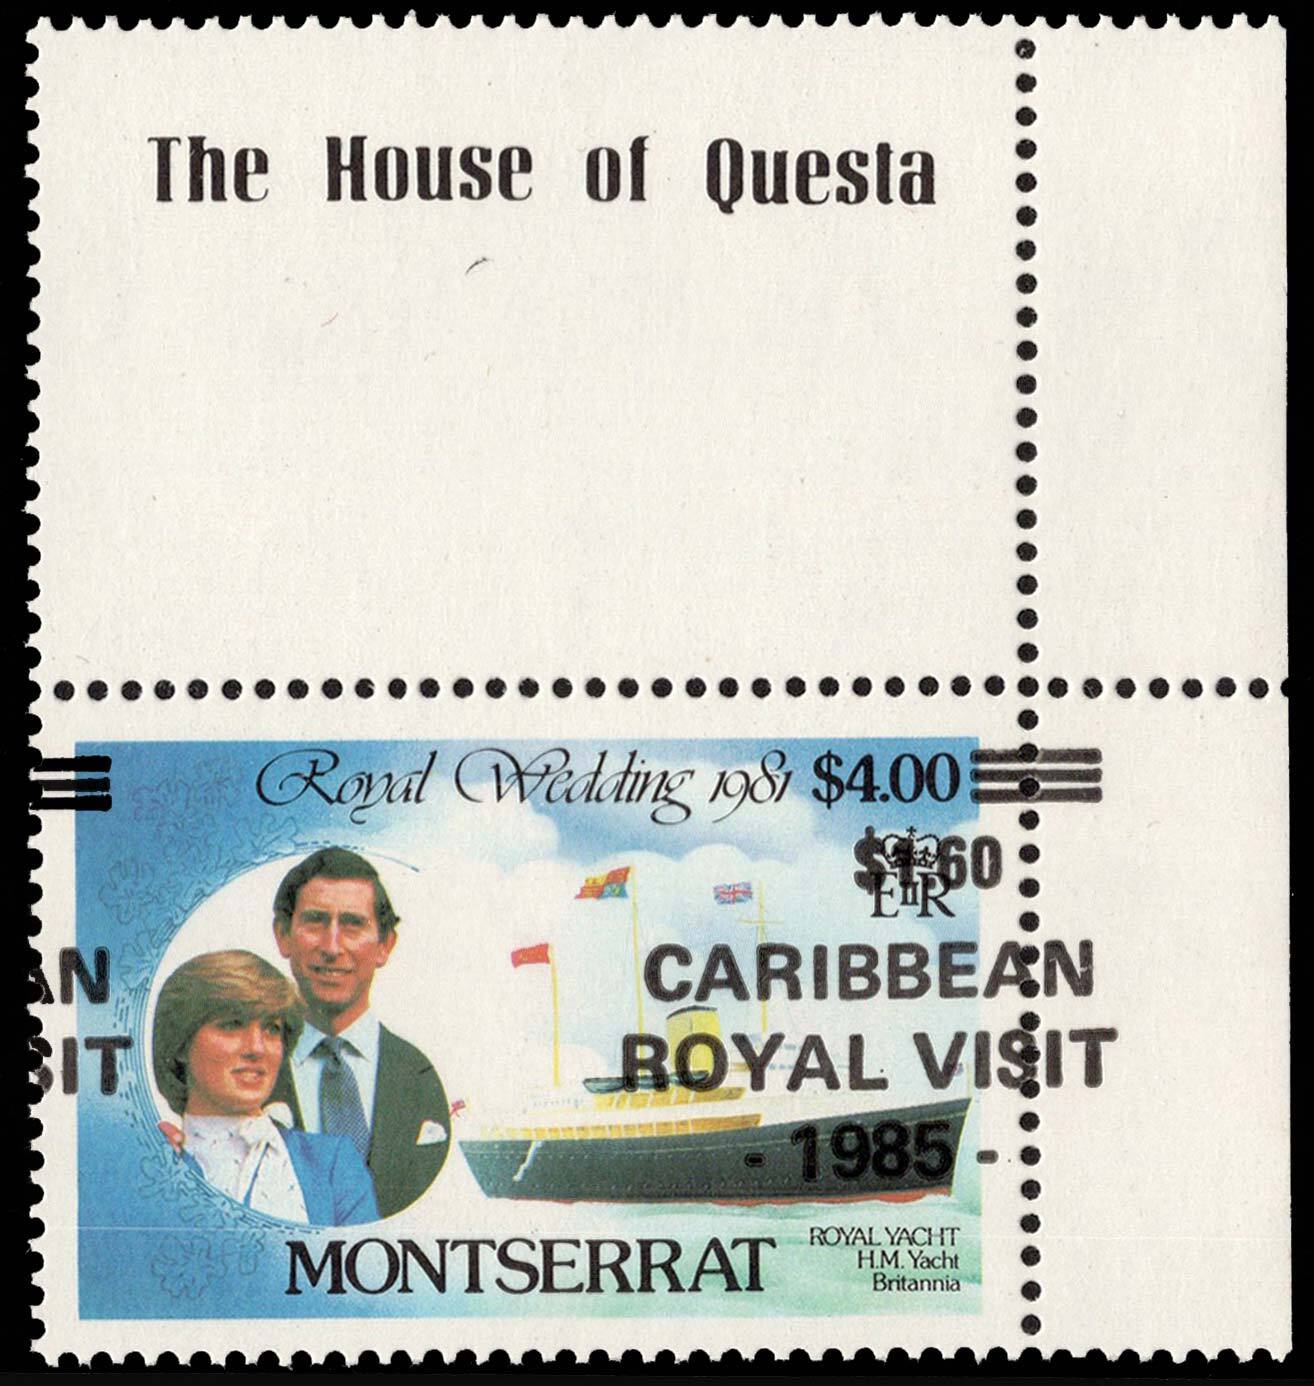 The House of Questa
Royal Wedding 1981 $4.00
$1.60
EIIR
AN
CARIBBEAN
SIT
ROYAL VISIT
- 1985 -
ROYAL YACHT
H.M. Yacht
Britannia
MONTSERRAT